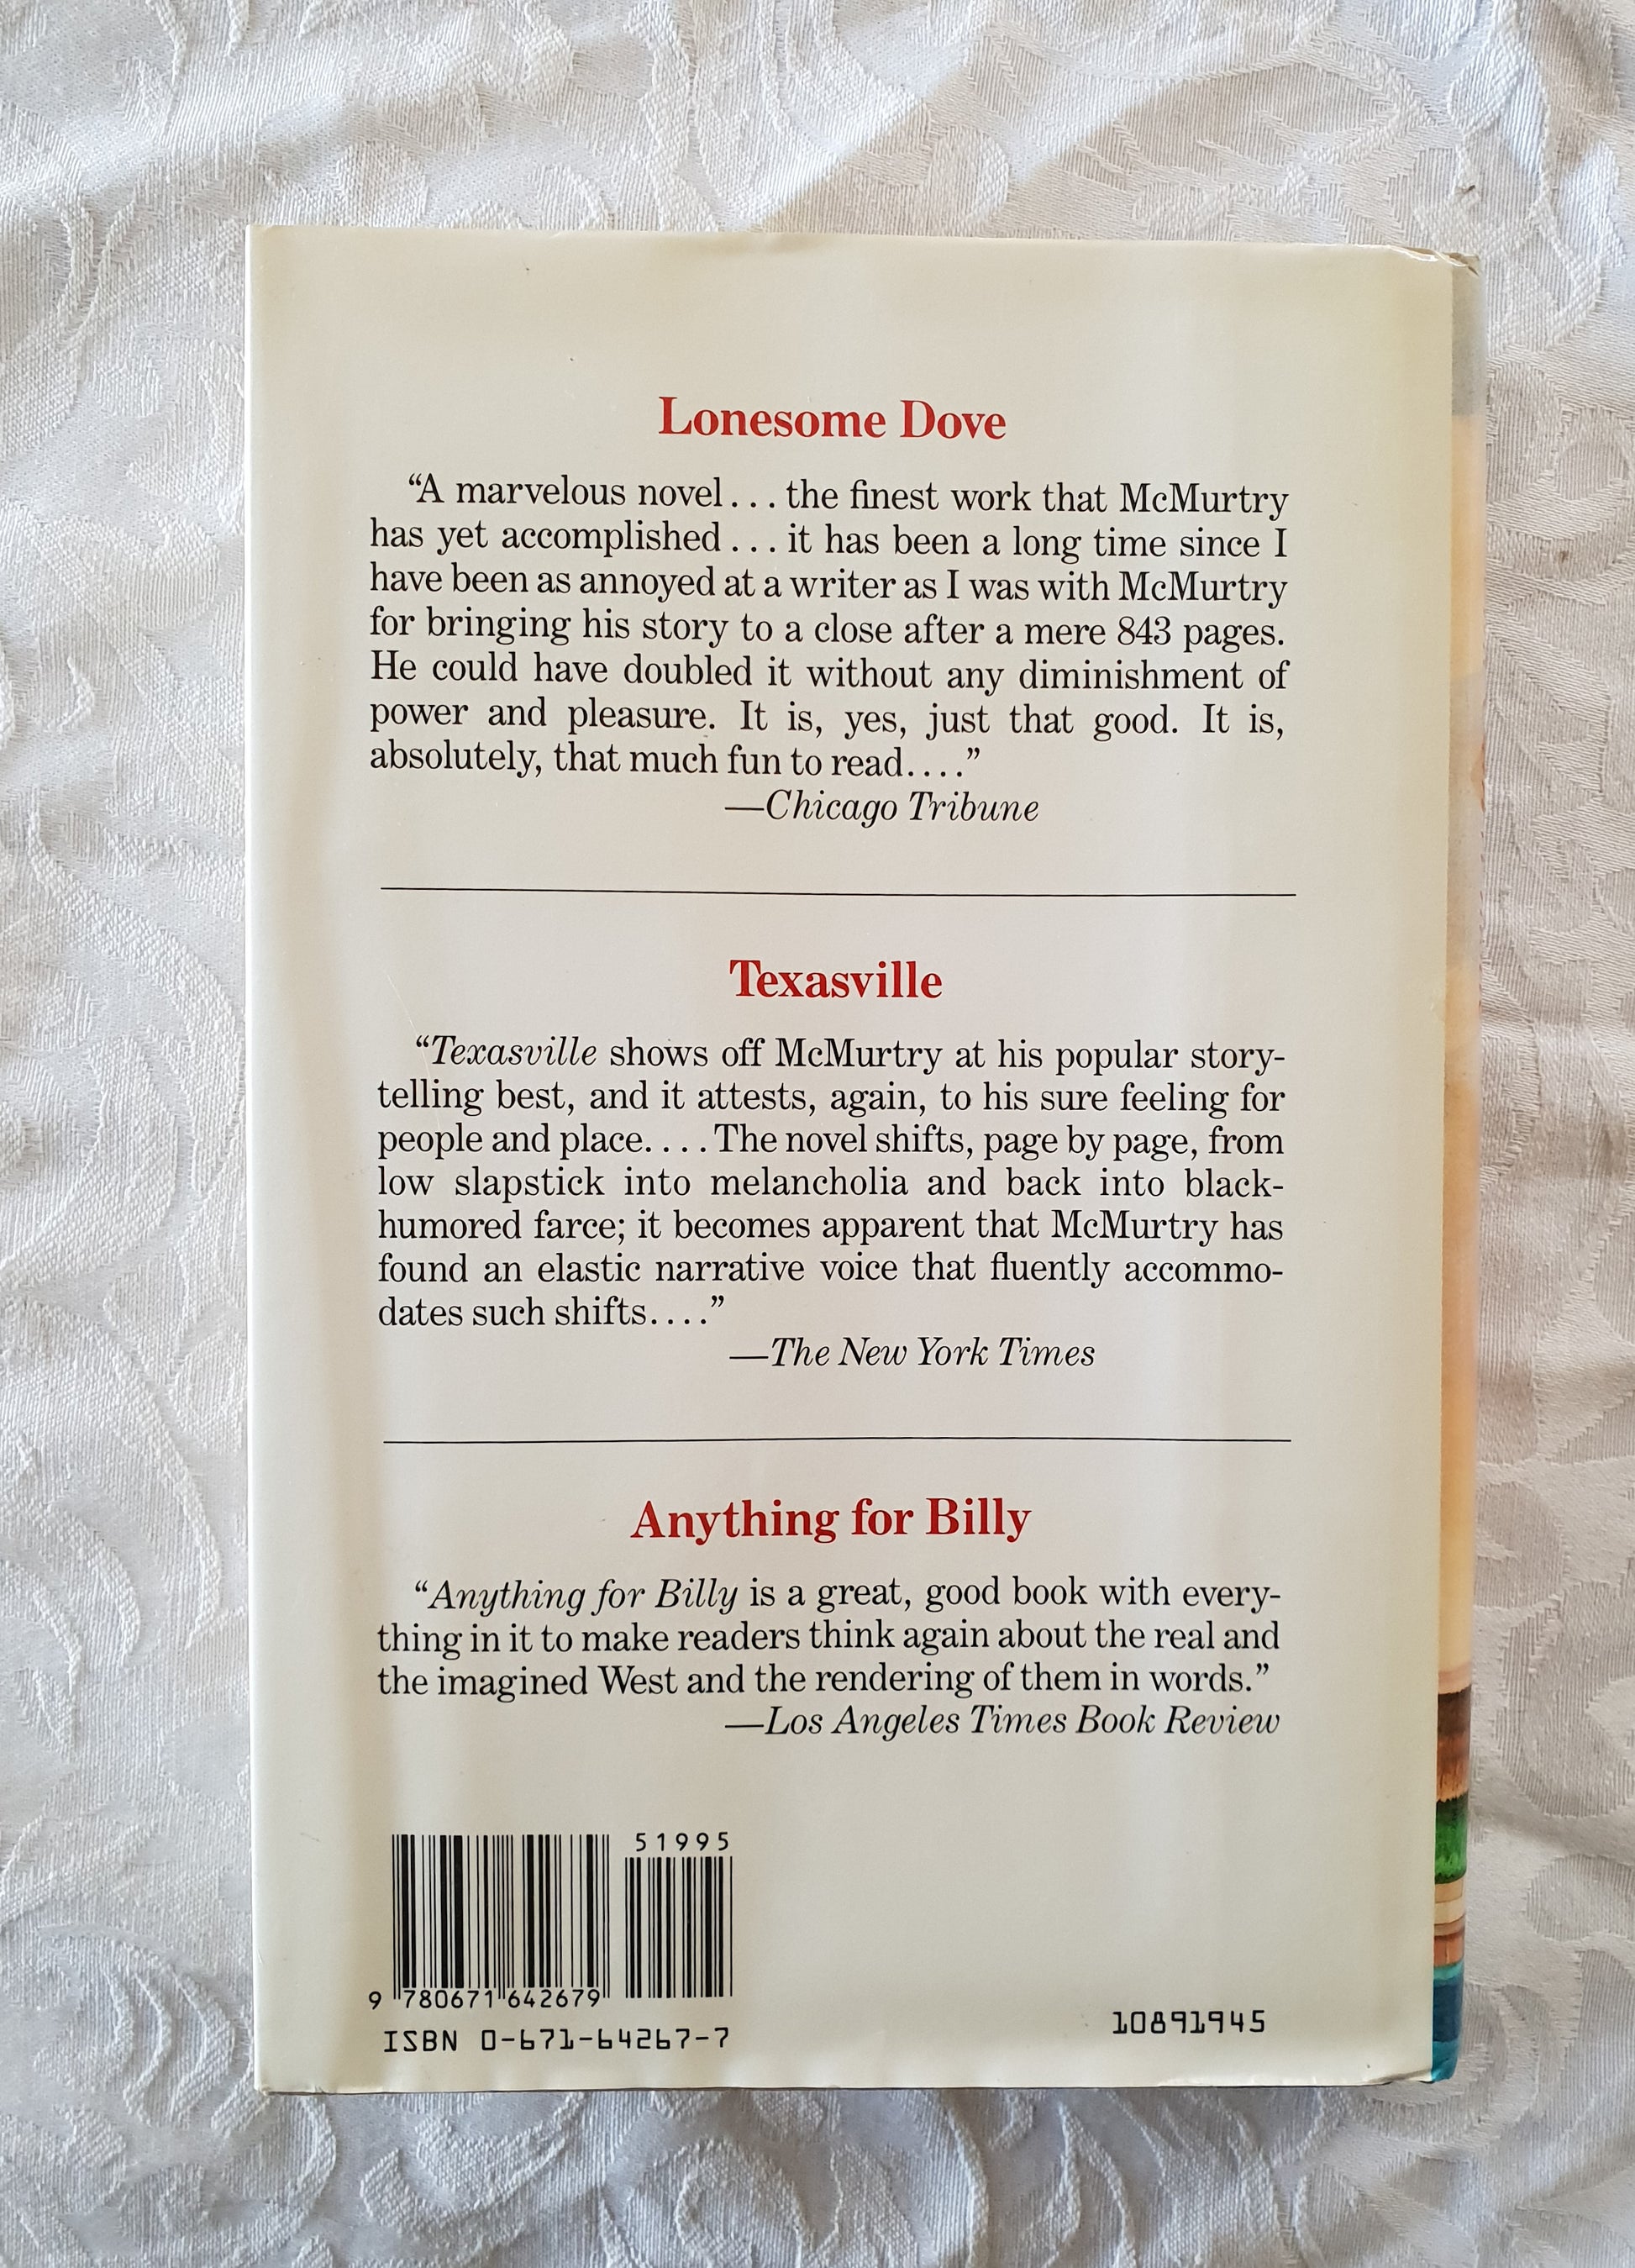 Lonesome Dove
“A marvelous novel... the finest work that McMurtry
has yet accomplished... it has been a long time since I
have been as annoyed at a writer as I was with McMurtry
for bringing his story to a close after a mere 843 pages.
He could have doubled it without any diminishment of
power and pleasure. It is, yes, just that good. It is,
absolutely, that much fun to read....”
—Chicago Tribune
Texasville
“Texasville shows off McMurtry at his popular story-
telling best, and it attests, again, to his sure feeling for
people and place.... The novel shifts, page by page, from
low slapstick into melancholia and back into black-
humored farce; it becomes apparent that McMurtry has
found an elastic narrative voice that fluently accommo-
dates such shifts....”
—The New York Times
Anything for Billy
“Anything for Billy is a great, good book with every-
thing in it to make readers think again about the real and
the imagined West and the rendering of them in words.”
—Los Angeles Times Book Review
51995
9 780671 642679
ISBN 0-671-64267-7
10891945